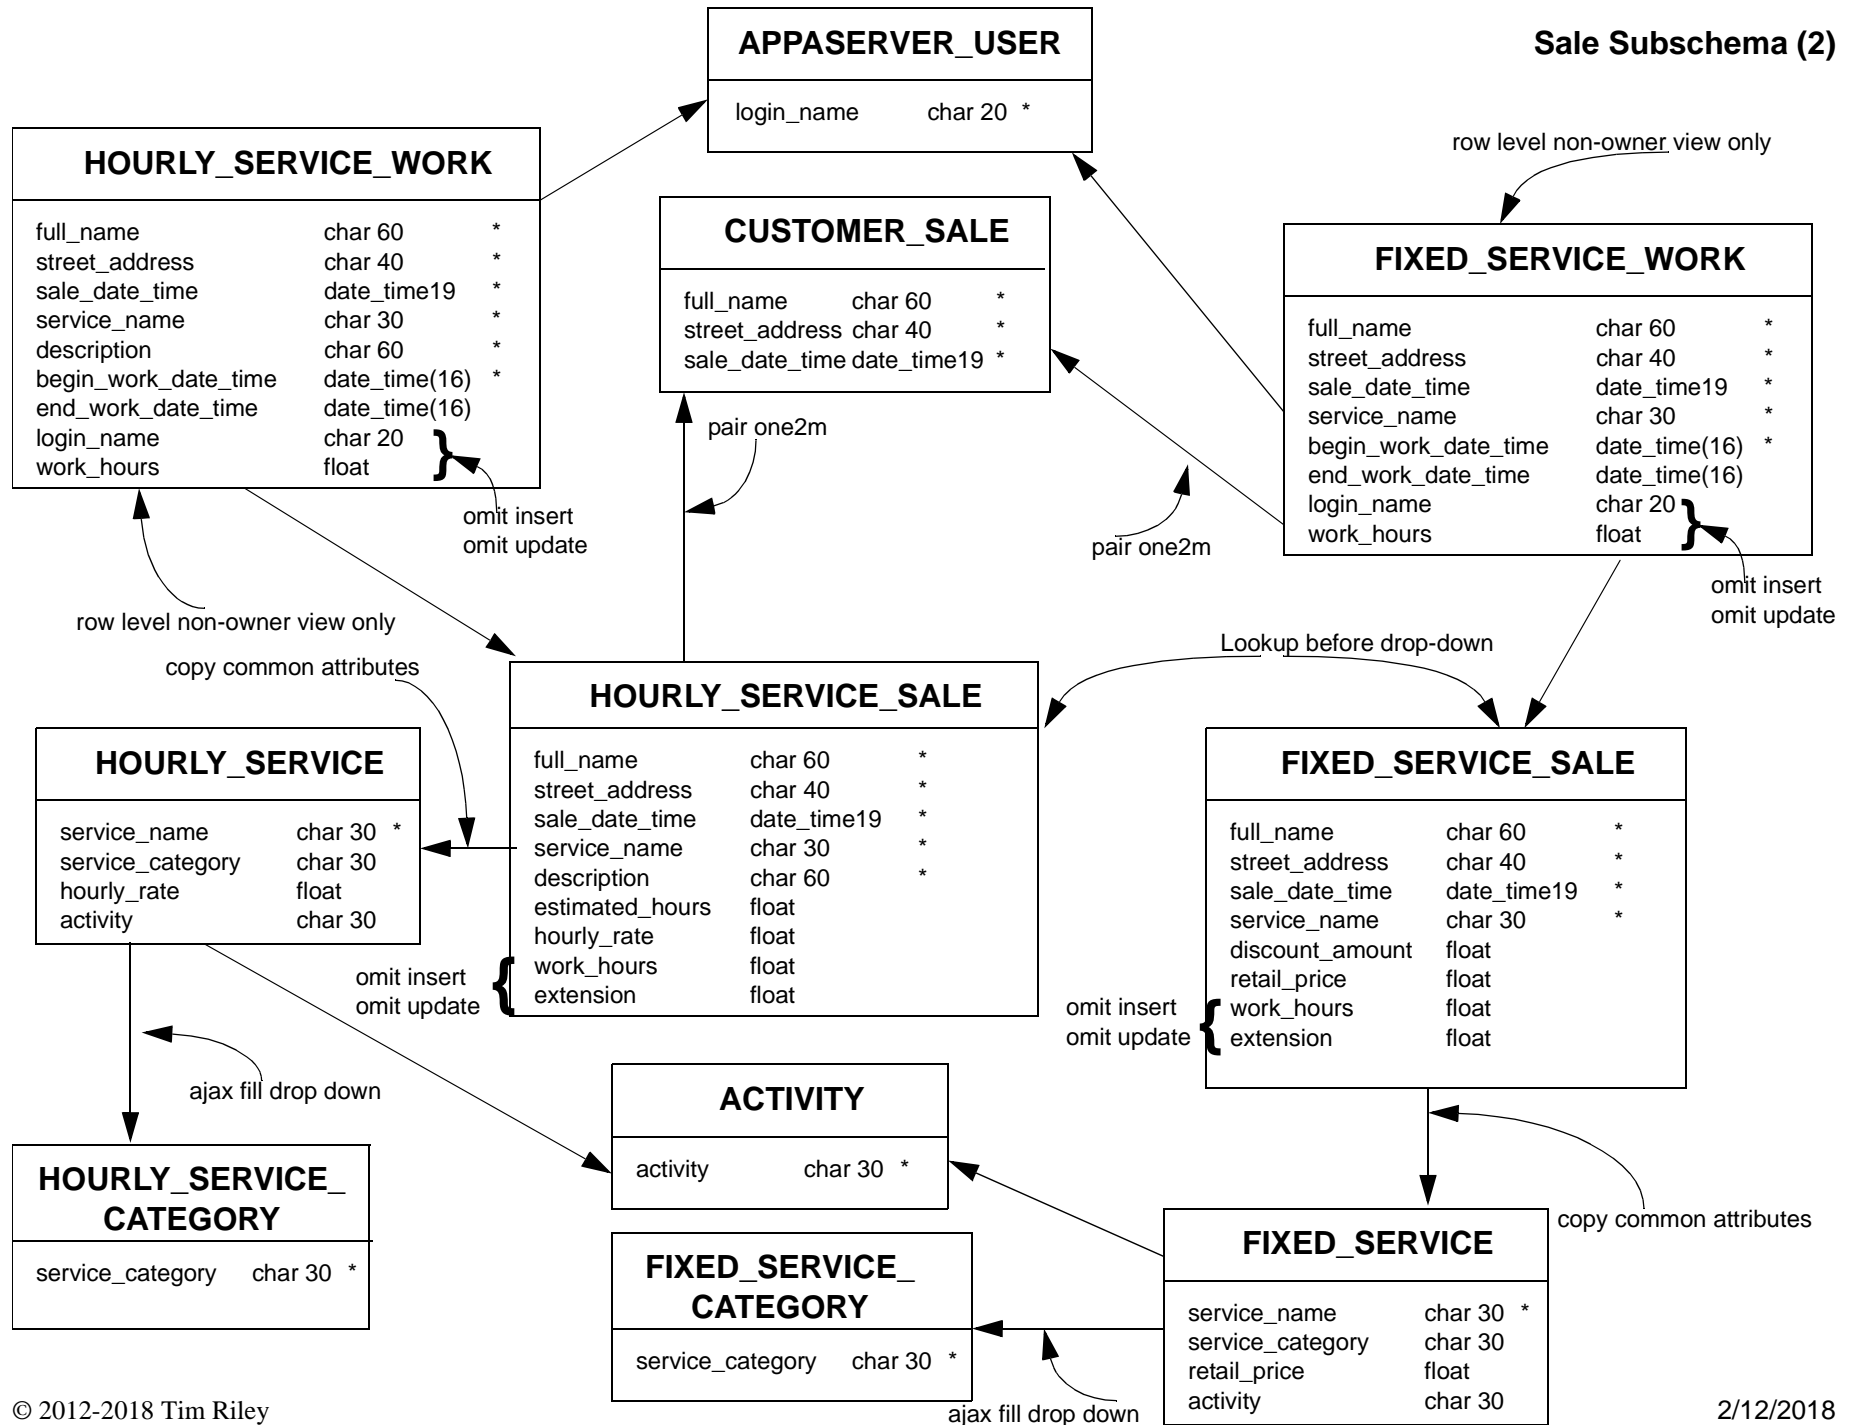 Sale Subschema (2)
APPASERVER_USER
login_name char 20 *
HOURLY_SERVICE_WORK
full_name char 60 *
street_address char 40 *
sale_date_time date_time19 *
service_name char 30 *
description char 60 *
begin_work_date_time date_time(16) *
end_work_date_time date_time(16)
login_name char 20
work_hours float
}
omit insert
omit update
row level non-owner view only
CUSTOMER_SALE
full_name char 60 *
street_address char 40 *
sale_date_time date_time19 *
pair one2m
pair one2m
row level non-owner view only
FIXED_SERVICE_WORK
full_name char 60 *
street_address char 40 *
sale_date_time date_time19 *
service_name char 30 *
begin_work_date_time date_time(16) *
end_work_date_time date_time(16)
login_name char 20
work_hours float
}
omit insert
omit update
Lookup before drop-down
copy common attributes
HOURLY_SERVICE
service_name char 30 *
service_category char 30
hourly_rate float
activity char 30
HOURLY_SERVICE_SALE
full_name char 60 *
street_address char 40 *
sale_date_time date_time19 *
service_name char 30 *
description char 60 *
estimated_hours float
hourly_rate float
work_hours float
extension float
{
omit insert
omit update
FIXED_SERVICE_SALE
full_name char 60 *
street_address char 40 *
sale_date_time date_time19 *
service_name char 30 *
discount_amount float
retail_price float
work_hours float
extension float
{
omit insert
omit update
ajax fill drop down
HOURLY_SERVICE_
CATEGORY
service_category char 30 *
ACTIVITY
activity char 30 *
FIXED_SERVICE_
CATEGORY
service_category char 30 *
ajax fill drop down
copy common attributes
FIXED_SERVICE
service_name char 30 *
service_category char 30
retail_price float
activity char 30
© 2012-2018 Tim Riley
2/12/2018